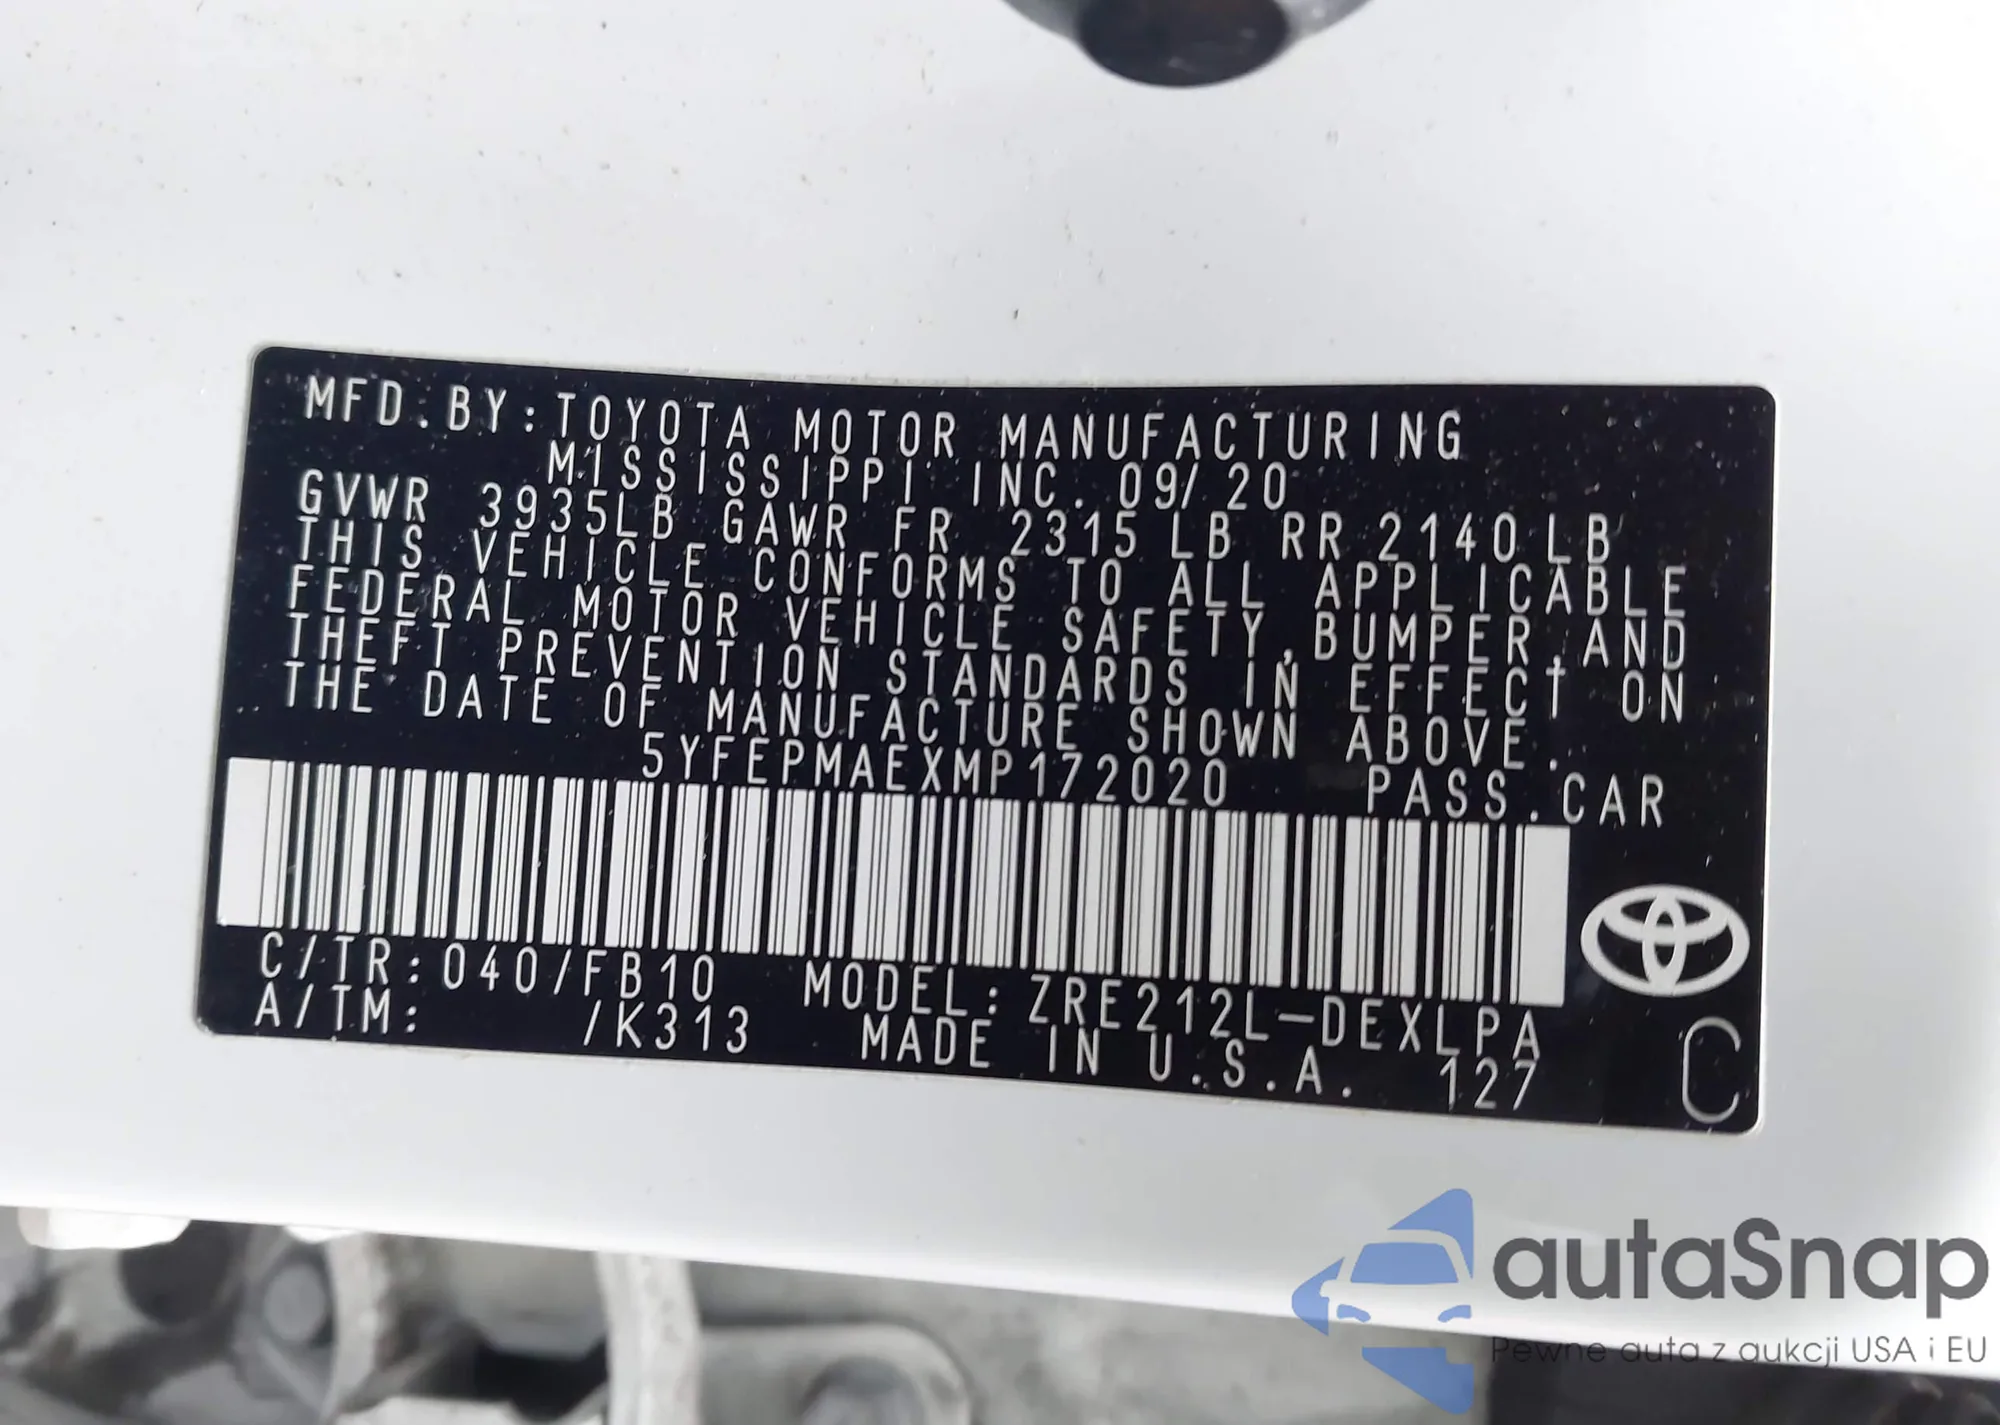 MFD.BY:TOYOTA MOTOR MANUFACTURING
MISSISSIPPI INC. 09/20
GVWR 3935LB GAWR FR 2315LB RR 2140LB
THIS VEHICLE CONFORMS TO ALL APPLICABLE
FEDERAL MOTOR VEHICLE SAFETY,BUMPER,AND
THEFT PREVENTION STANDARDS IN EFFECT ON
THE DATE OF MANUFACTURE SHOWN ABOVE.
5YFEPMAEXMP172020 PASS.CAR
C/TR:040/FB10 MODEL:ZRE212L-DEXLPA
A/TM: /K313 MADE IN U.S.A. 127
C
autaSnap
Pewne auta z aukcji USA i EU